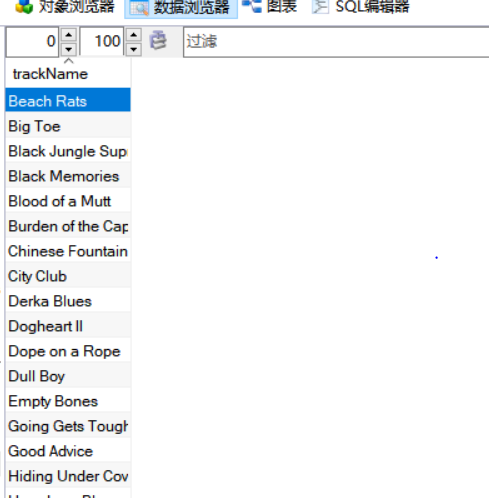 对象浏览器 数据浏览器 图表 SQL编辑器
0 100 过滤
trackName
Beach Rats
Big Toe
Black Jungle Sup
Black Memories
Blood of a Mutt
Burden of the Cap
Chinese Fountain
City Club
Derka Blues
Dogheart II
Dope on a Rope
Dull Boy
Empty Bones
Going Gets Tough
Good Advice
Hiding Under Cov